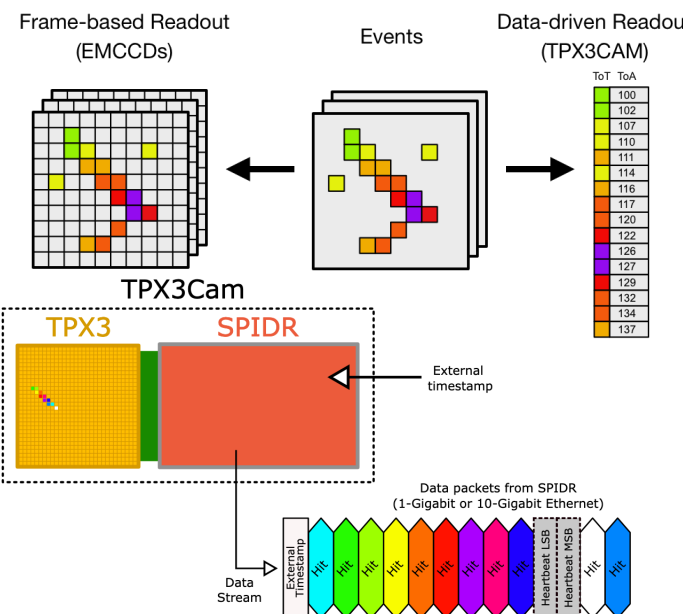 Frame-based Readout
(EMCCDs)
Events
Data-driven Readou
(TPX3CAM)
ToT ToA
100
102
107
110
111
114
116
117
120
122
126
127
129
132
134
137
TPX3Cam
TPX3
SPIDR
External
timestamp
Data packets from SPIDR
(1-Gigabit or 10-Gigabit Ethernet)
Data
Stream
External
Timestamp
Hit
Hit
Hit
Hit
Hit
Hit
Hit
Hit
Hit
Heartbeat LSB
Heartbeat MSB
Hit
Hit